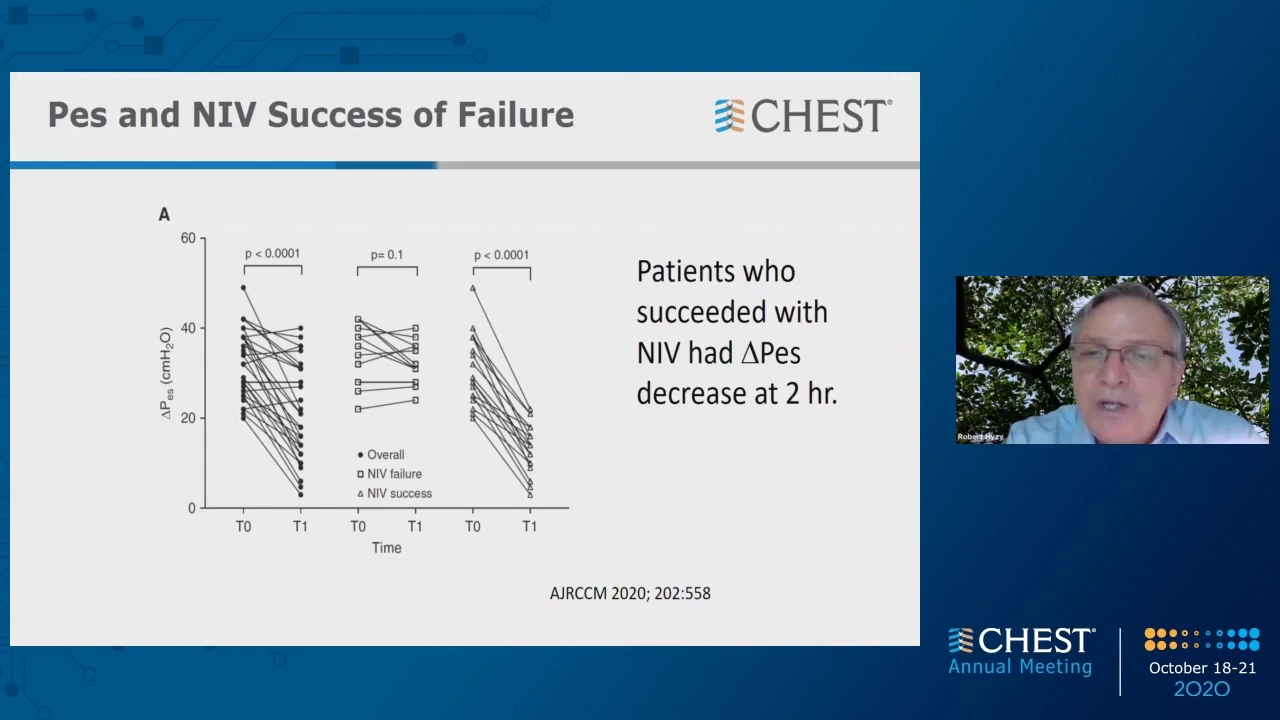 Pes and NIV Success of Failure
CHEST®
A
60
40
20
0
ΔPes (cmH2O)
p < 0.0001
p= 0.1
p < 0.0001
Overall
NIV failure
NIV success
T0 T1 T0 T1 T0 T1
Time
Patients who
succeeded with
NIV had ΔPes
decrease at 2 hr.
AJRCCM 2020; 202:558
Robert Hyzy
CHEST®
Annual Meeting
October 18-21
2020